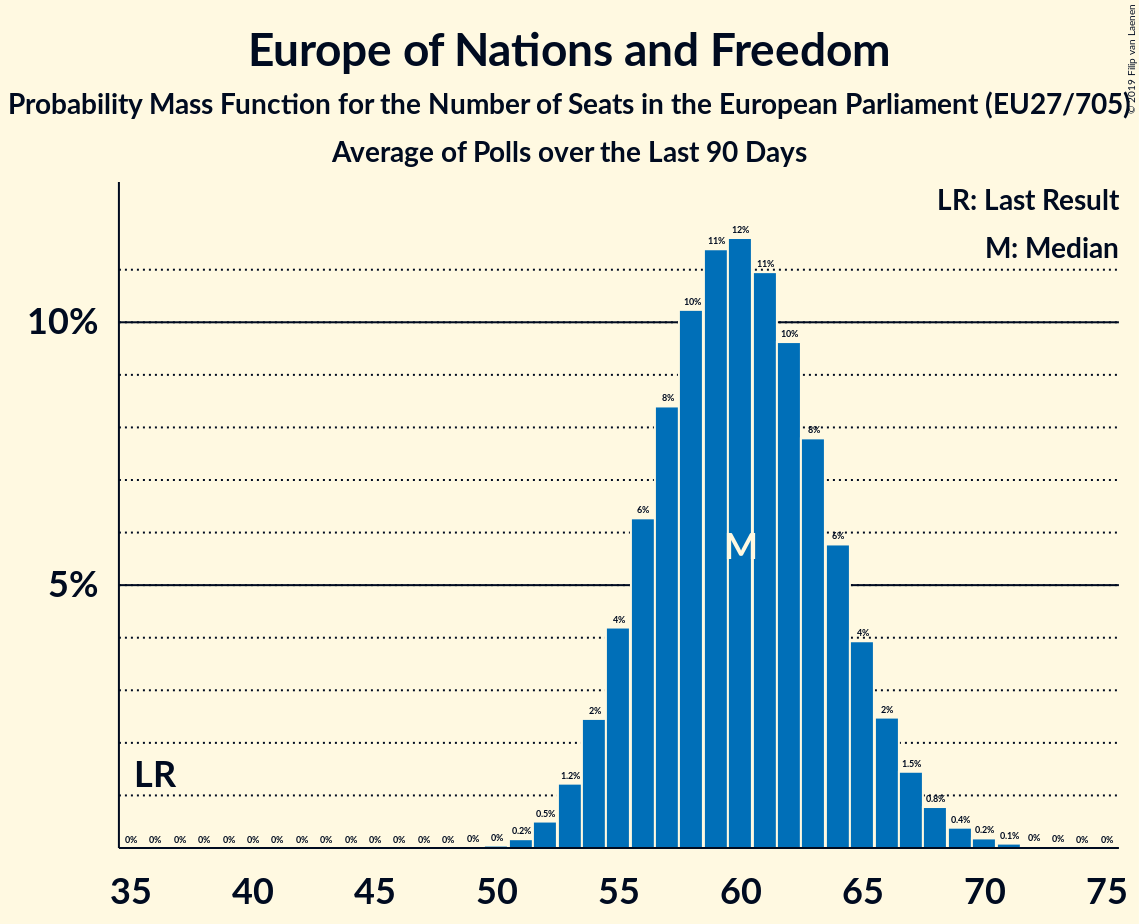 Europe of Nations and Freedom
Probability Mass Function for the Number of Seats in the European Parliament (EU27/705)
Average of Polls over the Last 90 Days
© 2019 Filip van Laenen
LR: Last Result
M: Median
10%
5%
0% 0% 0% 0% 0% 0% 0% 0% 0% 0% 0% 0% 0% 0% 0% 0% 0.2% 0.5% 1.2% 2% 4% 6% 8% 10% 11% 12% 11% 10% 8% 6% 4% 2% 1.5% 0.8% 0.4% 0.2% 0.1% 0% 0% 0% 0%
M
LR
35 40 45 50 55 60 65 70 75